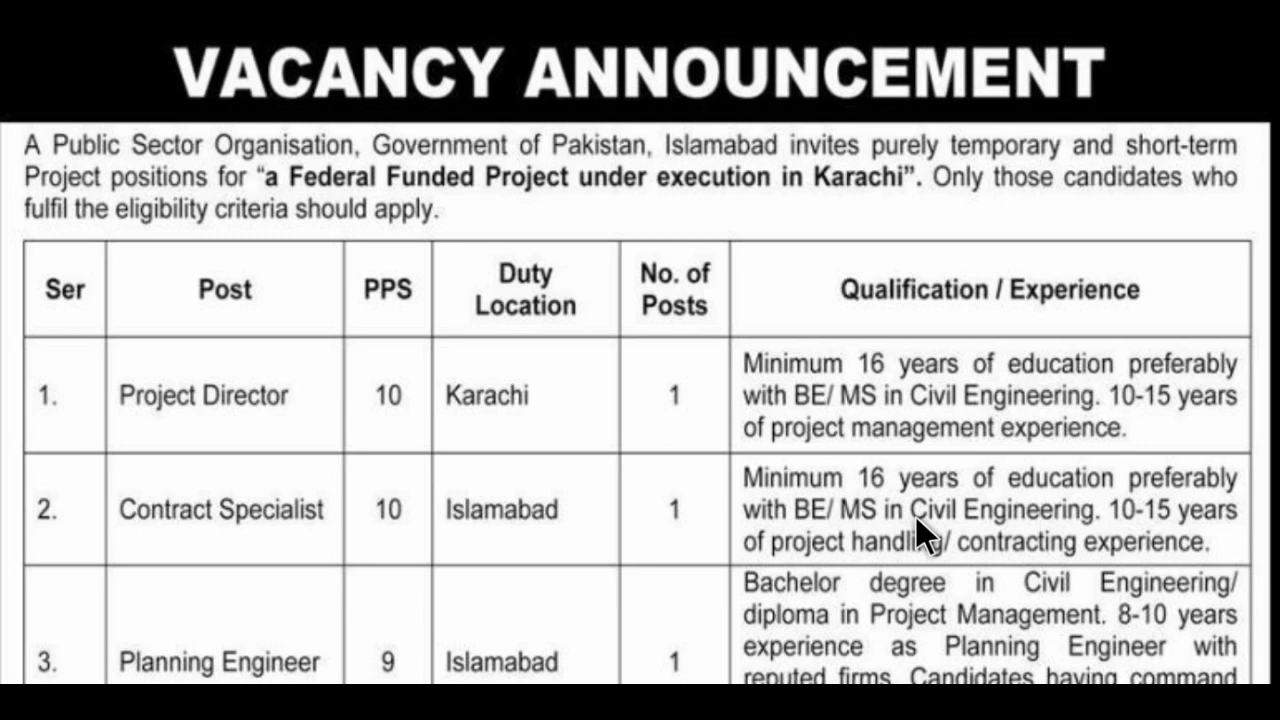 VACANCY ANNOUNCEMENT
A Public Sector Organisation, Government of Pakistan, Islamabad invites purely temporary and short-term
Project positions for “a Federal Funded Project under execution in Karachi”. Only those candidates who
fulfil the eligibility criteria should apply.
Ser Post PPS Duty Location No. of Posts Qualification / Experience
1. Project Director 10 Karachi 1 Minimum 16 years of education preferably
with BE/ MS in Civil Engineering. 10-15 years
of project management experience.
2. Contract Specialist 10 Islamabad 1 Minimum 16 years of education preferably
with BE/ MS in Civil Engineering. 10-15 years
of project handling/ contracting experience.
3. Planning Engineer 9 Islamabad 1 Bachelor degree in Civil Engineering/
diploma in Project Management. 8-10 years
experience as Planning Engineer with
reputed firms. Candidates having command